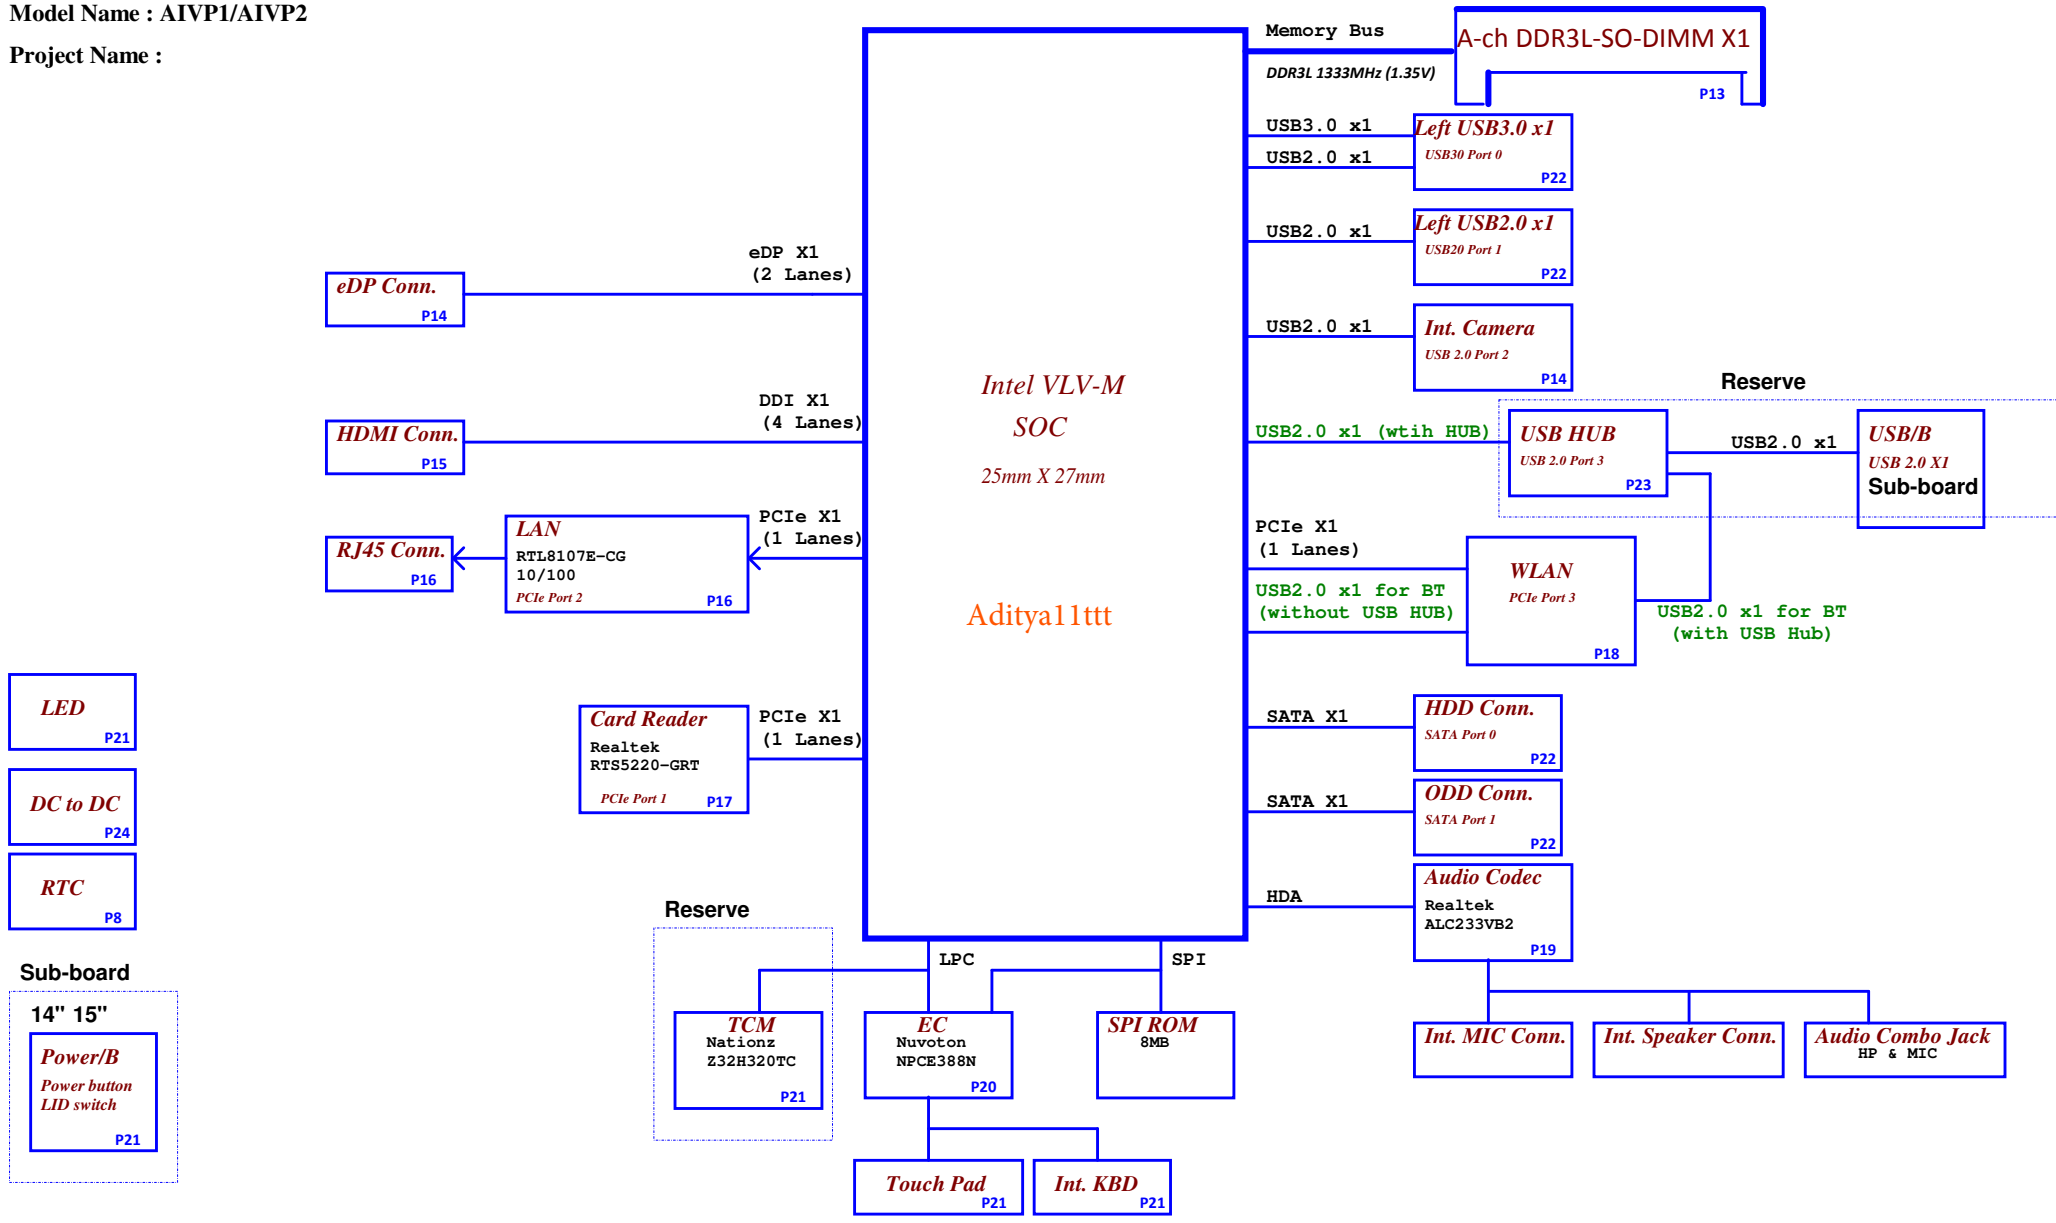 Model Name : AIVP1/AIVP2
Project Name :
Memory Bus
DDR3L 1333MHz (1.35V)
A-ch DDR3L-SO-DIMM X1
P13
USB3.0 x1
USB2.0 x1
Left USB3.0 x1
USB30 Port 0
P22
USB2.0 x1
Left USB2.0 x1
USB20 Port 1
P22
USB2.0 x1
Int. Camera
USB 2.0 Port 2
P14
eDP X1
(2 Lanes)
eDP Conn.
P14
DDI X1
(4 Lanes)
HDMI Conn.
P15
Intel VLV-M
SOC
25mm X 27mm
Aditya11ttt
Reserve
USB2.0 x1 (wtih HUB)
USB HUB
USB 2.0 Port 3
P23
USB2.0 x1
USB/B
USB 2.0 X1
Sub-board
PCIe X1
(1 Lanes)
LAN
RTL8107E-CG
10/100
PCIe Port 2
P16
RJ45 Conn.
P16
PCIe X1
(1 Lanes)
USB2.0 x1 for BT
(without USB HUB)
WLAN
PCIe Port 3
P18
USB2.0 x1 for BT
(with USB Hub)
LED
P21
DC to DC
P24
RTC
P8
Card Reader
Realtek
RTS5220-GRT
PCIe Port 1
P17
PCIe X1
(1 Lanes)
SATA X1
HDD Conn.
SATA Port 0
P22
SATA X1
ODD Conn.
SATA Port 1
P22
HDA
Audio Codec
Realtek
ALC233VB2
P19
Reserve
LPC
SPI
Sub-board
14" 15"
Power/B
Power button
LID switch
P21
TCM
Nationz
Z32H320TC
P21
EC
Nuvoton
NPCE388N
P20
SPI ROM
8MB
Int. MIC Conn.
Int. Speaker Conn.
Audio Combo Jack
HP & MIC
Touch Pad
P21
Int. KBD
P21